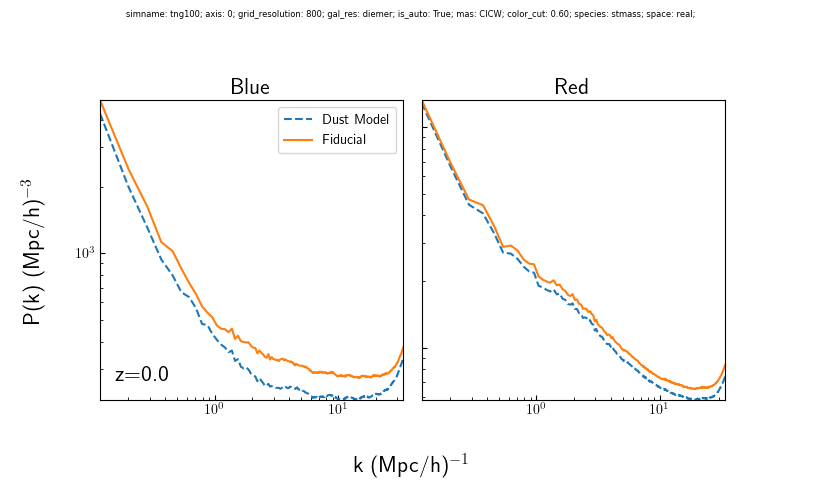 simname: tng100; axis: 0; grid_resolution: 800; gal_res: diemer; is_auto: True; mas: CICW; color_cut: 0.60; species: stmass; space: real;
Blue
Red
Dust Model
Fiducial
P(k) (Mpc/h)$^{-3}$
10$^3$
z=0.0
10$^0$ 10$^1$
10$^0$ 10$^1$
k (Mpc/h)$^{-1}$